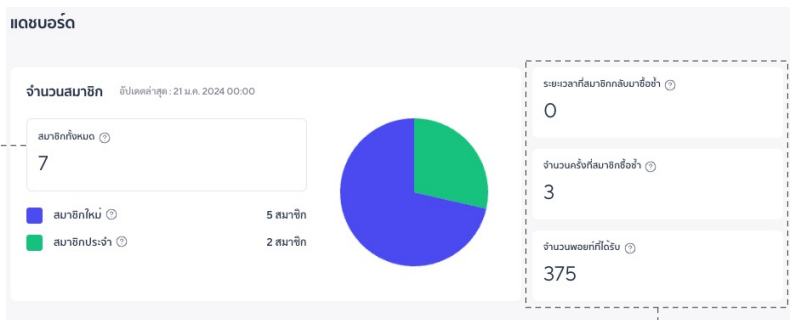 แดชบอร์ด
จำนวนสมาชิก อัปเดตล่าสุด : 21 ม.ค. 2024 00:00
สมาชิกทั้งหมด
7
สมาชิกใหม่ 5 สมาชิก
สมาชิกประจำ 2 สมาชิก
ระยะเวลาที่สมาชิกกลับมาซื้อซ้ำ
0
จำนวนครั้งที่สมาชิกซื้อซ้ำ
3
จำนวนพอยท์ที่ได้รับ
375